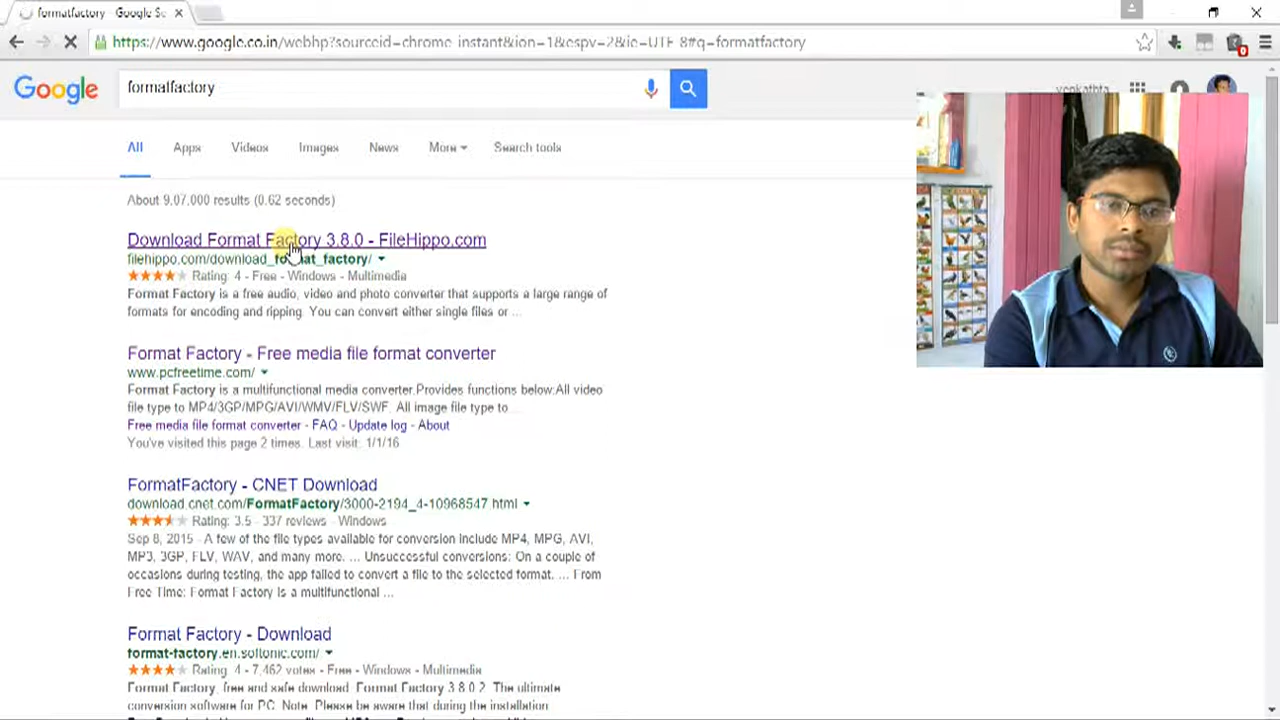 formatfactory - Google Se
https://www.google.co.in/webhp?sourceid=chrome-instant&ion=1&espv=2&ie=UTF-8#q=formatfactory
Google
formatfactory
venkathta
All Apps Videos Images News More Search tools
About 9,07,000 results (0.62 seconds)
Download Format Factory 3.8.0 - FileHippo.com
filehippo.com/download_format_factory/
Rating: 4 - Free - Windows - Multimedia
Format Factory is a free audio, video and photo converter that supports a large range of
formats for encoding and ripping. You can convert either single files or ...
Format Factory - Free media file format converter
www.pcfreetime.com/
Format Factory is a multifunctional media converter.Provides functions below:All video
file type to MP4/3GP/MPG/AVI/WMV/FLV/SWF. All image file type to ...
Free media file format converter - FAQ - Update log - About
You've visited this page 2 times. Last visit: 1/1/16
FormatFactory - CNET Download
download.cnet.com/FormatFactory/3000-2194_4-10968547.html
Rating: 3.5 - 337 reviews - Windows
Sep 8, 2015 - A few of the file types available for conversion include MP4, MPG, AVI,
MP3, 3GP, FLV, WAV, and many more. ... Unsuccessful conversions: On a couple of
occasions during testing, the app failed to convert a file to the selected format. ... From
Free Time: Format Factory is a multifunctional ...
Format Factory - Download
format-factory.en.softonic.com/
Rating: 4 - 7,462 votes - Free - Windows - Multimedia
Format Factory, free and safe download. Format Factory 3.8.0.2: The ultimate
conversion software for PC. Note: Please be aware that during the installation